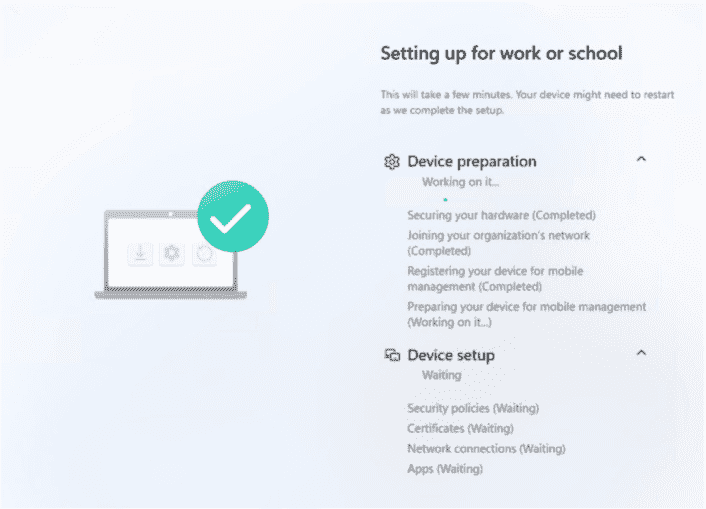 Setting up for work or school
This will take a few minutes. Your device might need to restart
as we complete the setup.
Device preparation
Working on it...
Securing your hardware (Completed)
Joining your organization's network
(Completed)
Registering your device for mobile
management (Completed)
Preparing your device for mobile management
(Working on it...)
Device setup
Waiting
Security policies (Waiting)
Certificates (Waiting)
Network connections (Waiting)
Apps (Waiting)